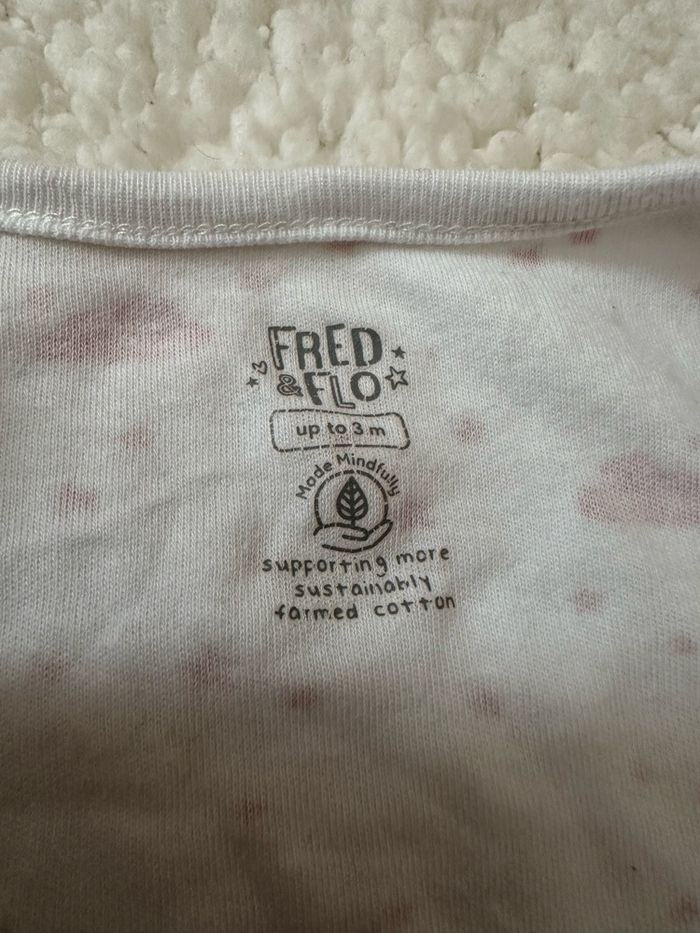 FRED
& FLO
up to 3 m
Made Mindfully
supporting more
sustainably
farmed cotton